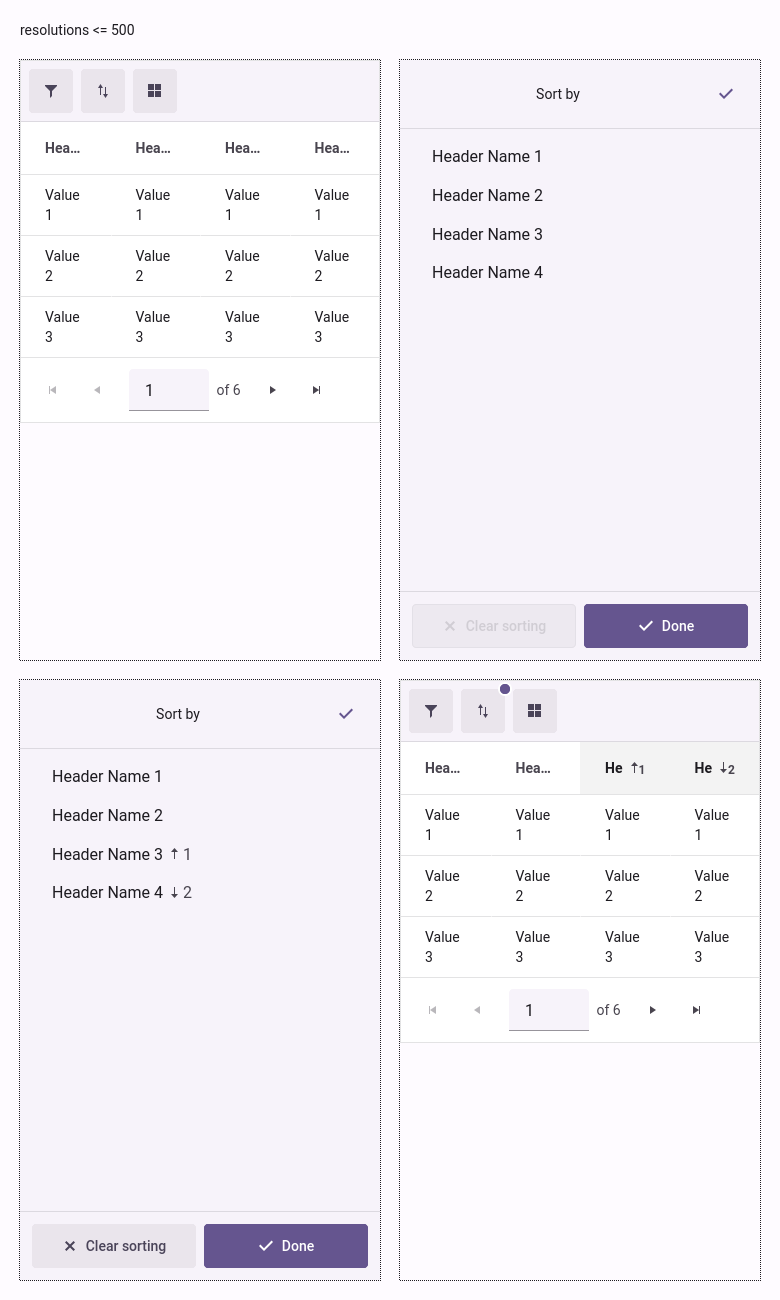 resolutions <= 500
Hea... Hea... Hea... Hea...
Value 1 Value 1 Value 1 Value 1
Value 2 Value 2 Value 2 Value 2
Value 3 Value 3 Value 3 Value 3
1 of 6
Sort by
Header Name 1
Header Name 2
Header Name 3
Header Name 4
Clear sorting Done
Sort by
Header Name 1
Header Name 2
Header Name 3 1
Header Name 4 2
Clear sorting Done
Hea... Hea... He 1 He 2
Value 1 Value 1 Value 1 Value 1
Value 2 Value 2 Value 2 Value 2
Value 3 Value 3 Value 3 Value 3
1 of 6